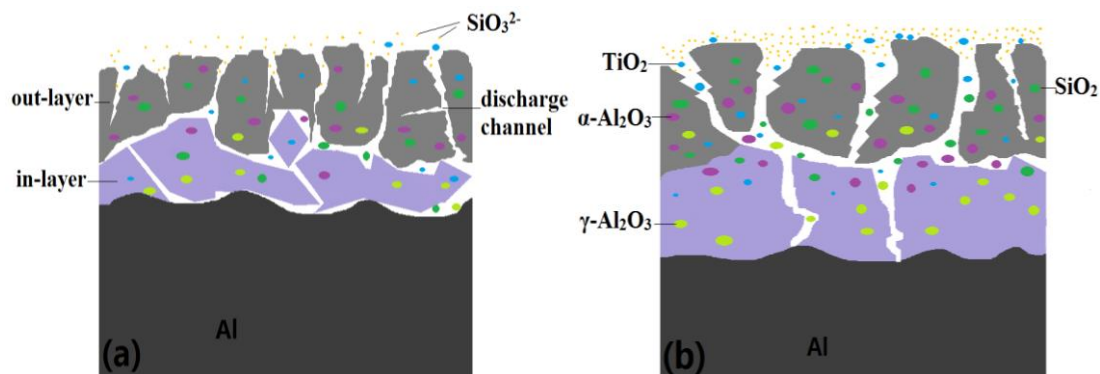 SiO₃²⁻
out-layer
discharge
channel
in-layer
Al
(a)
TiO₂
SiO₂
α-Al₂O₃
γ-Al₂O₃
Al
(b)